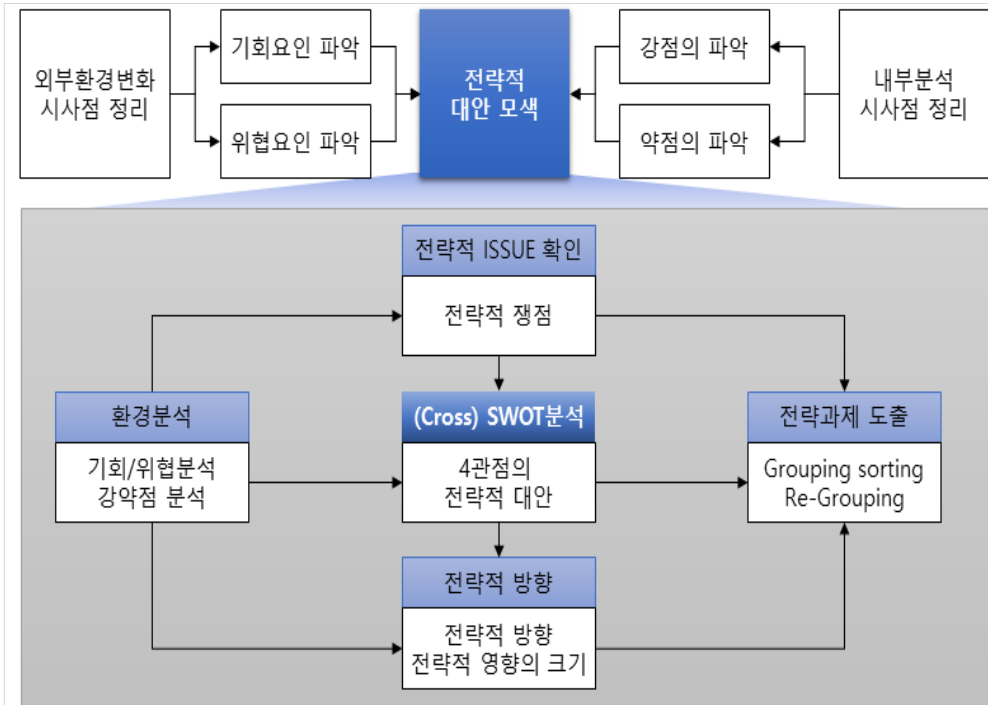 외부환경변화
시사점 정리
기회요인 파악
위협요인 파악
전략적
대안 모색
강점의 파악
약점의 파악
내부분석
시사점 정리
전략적 ISSUE 확인
전략적 쟁점
환경분석
기회/위협분석
강약점 분석
(Cross) SWOT분석
4관점의
전략적 대안
전략과제 도출
Grouping sorting
Re-Grouping
전략적 방향
전략적 방향
전략적 영향의 크기